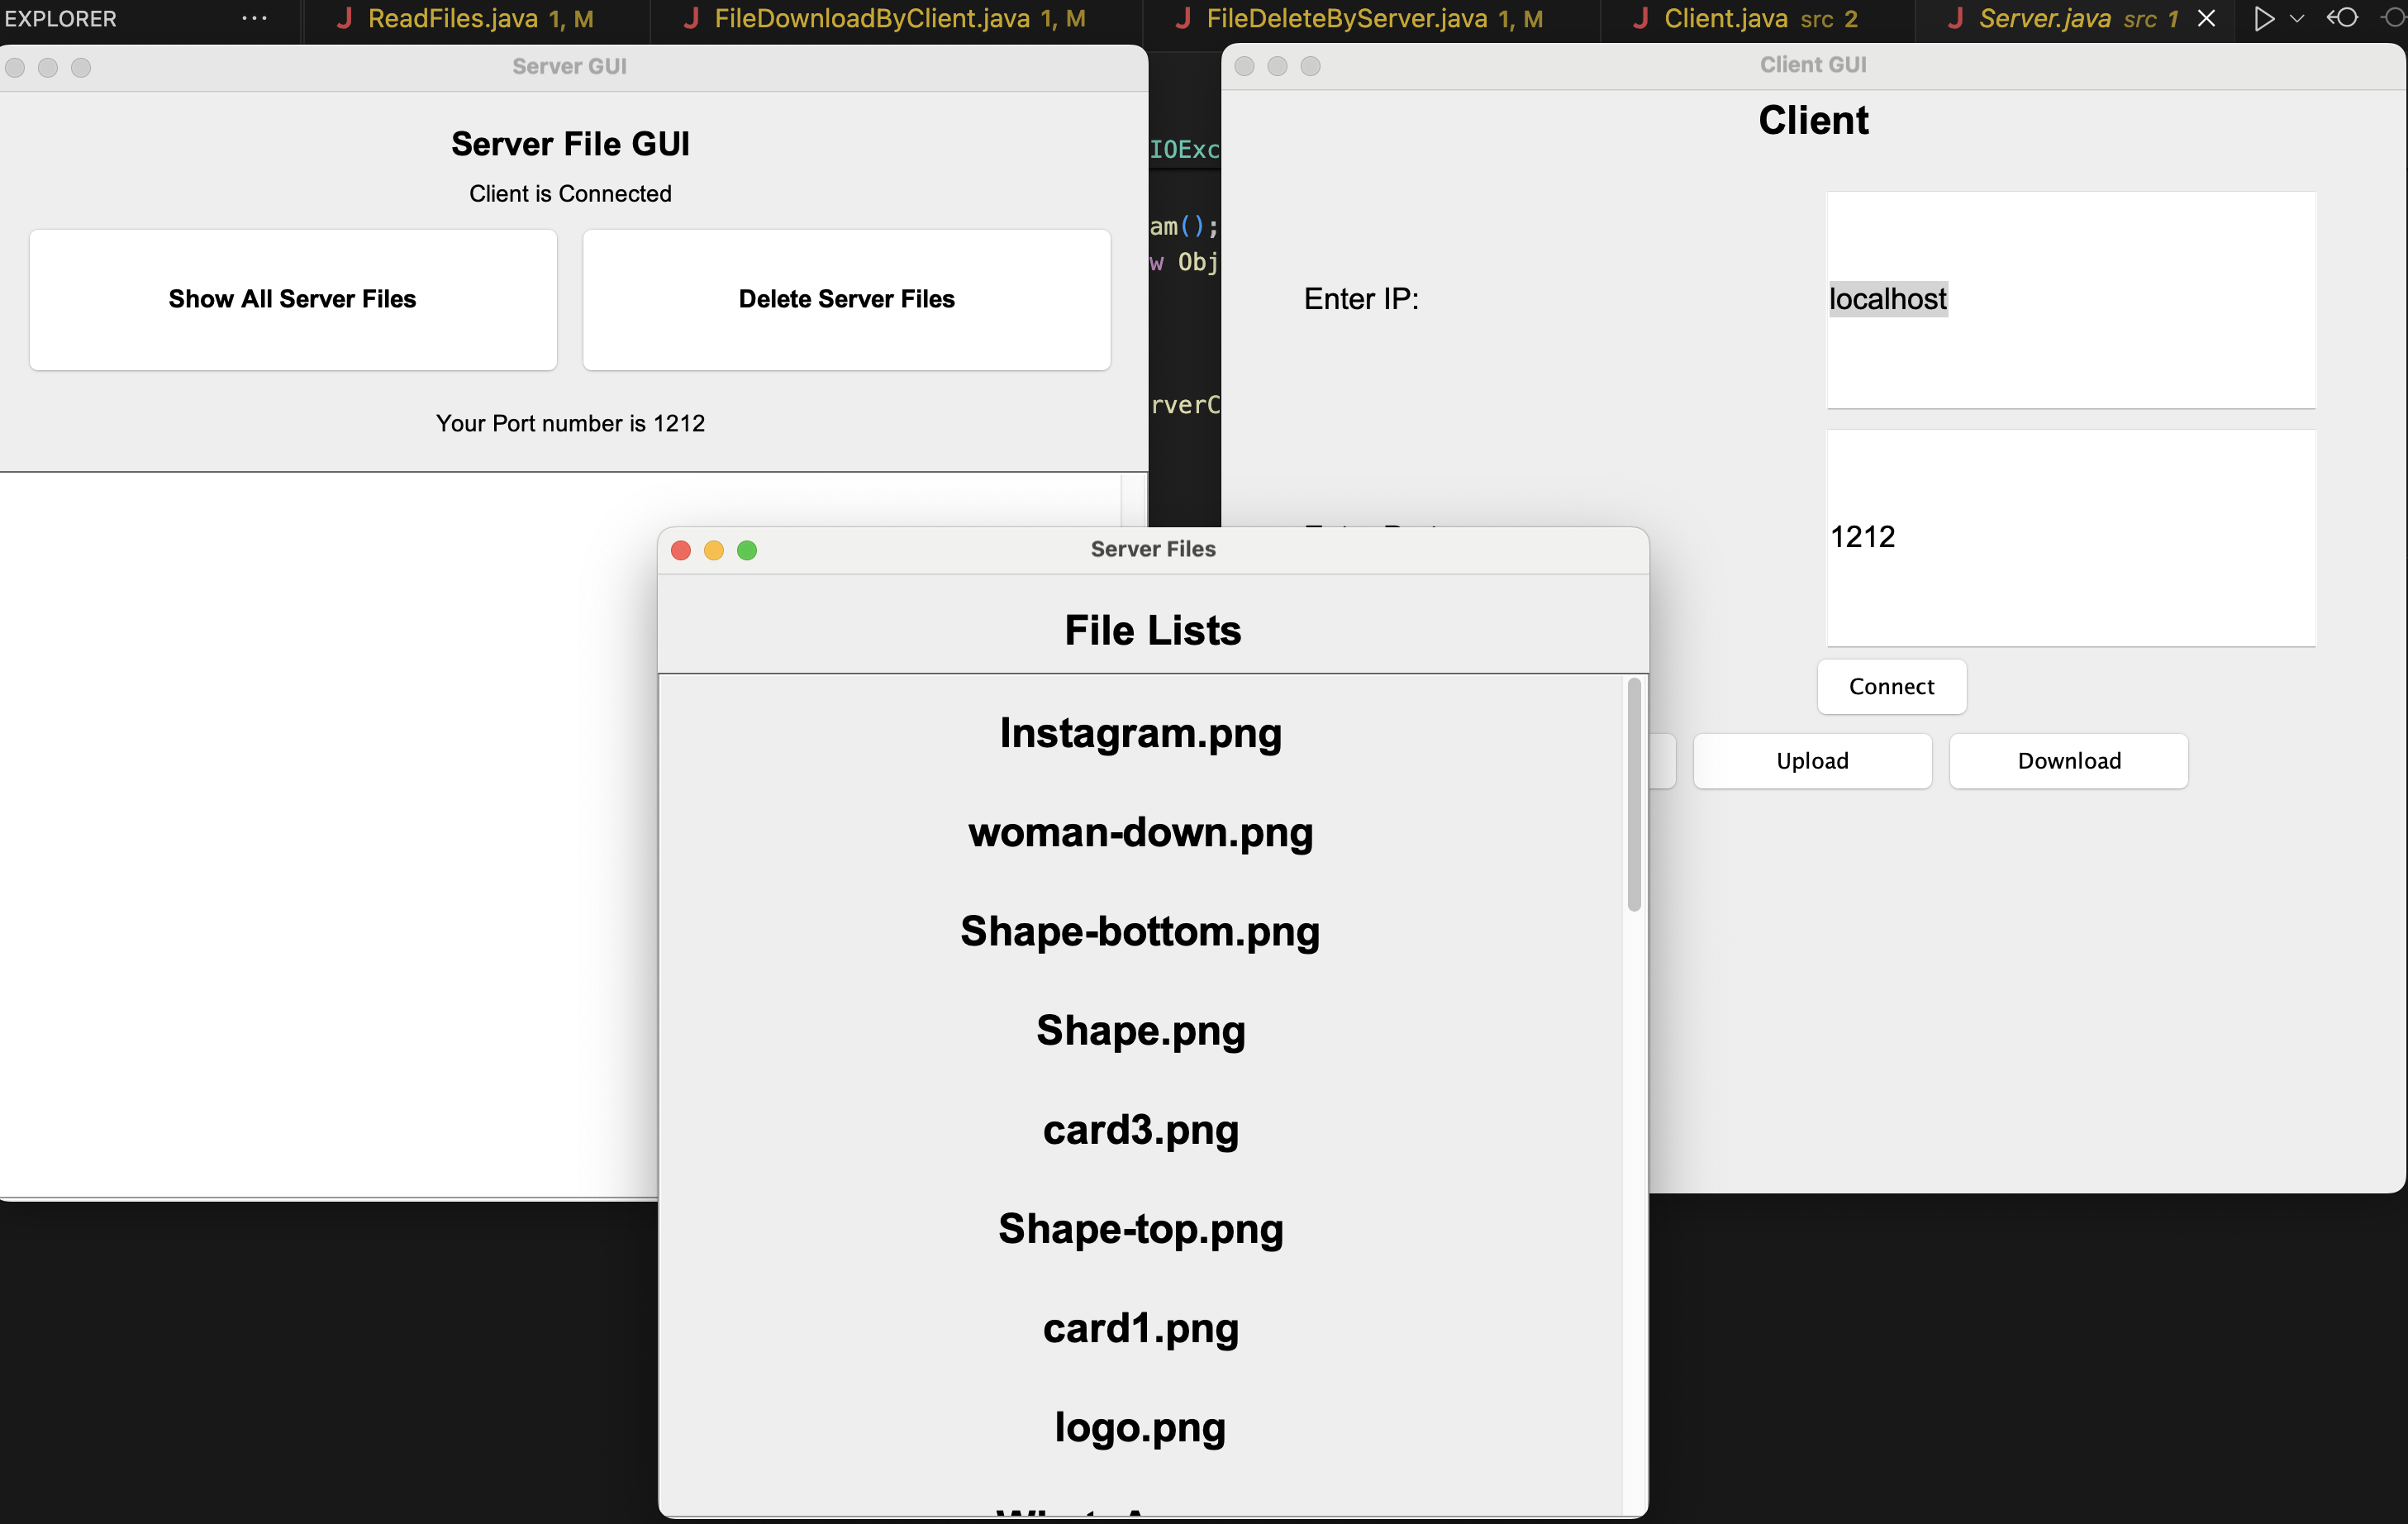 EXPLORER ... ReadFiles.java 1, M FileDownloadByClient.java 1, M FileDeleteByServer.java 1, M Client.java src 2 Server.java src 1
Server GUI
Server File GUI
Client is Connected
Show All Server Files Delete Server Files
Your Port number is 1212
IOExc
am();
w Obj
rverC
Client GUI
Client
Enter IP: localhost
1212
Connect
Upload Download
Server Files
File Lists
Instagram.png
woman-down.png
Shape-bottom.png
Shape.png
card3.png
Shape-top.png
card1.png
logo.png